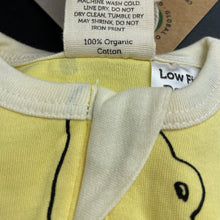 MACHINE WASH COLD.
LINE DRY, DO NOT
DRY CLEAN. TUMBLE DRY
MAY SHRINK, DO NOT
IRON PRINT
100% Organic
Cotton
Low